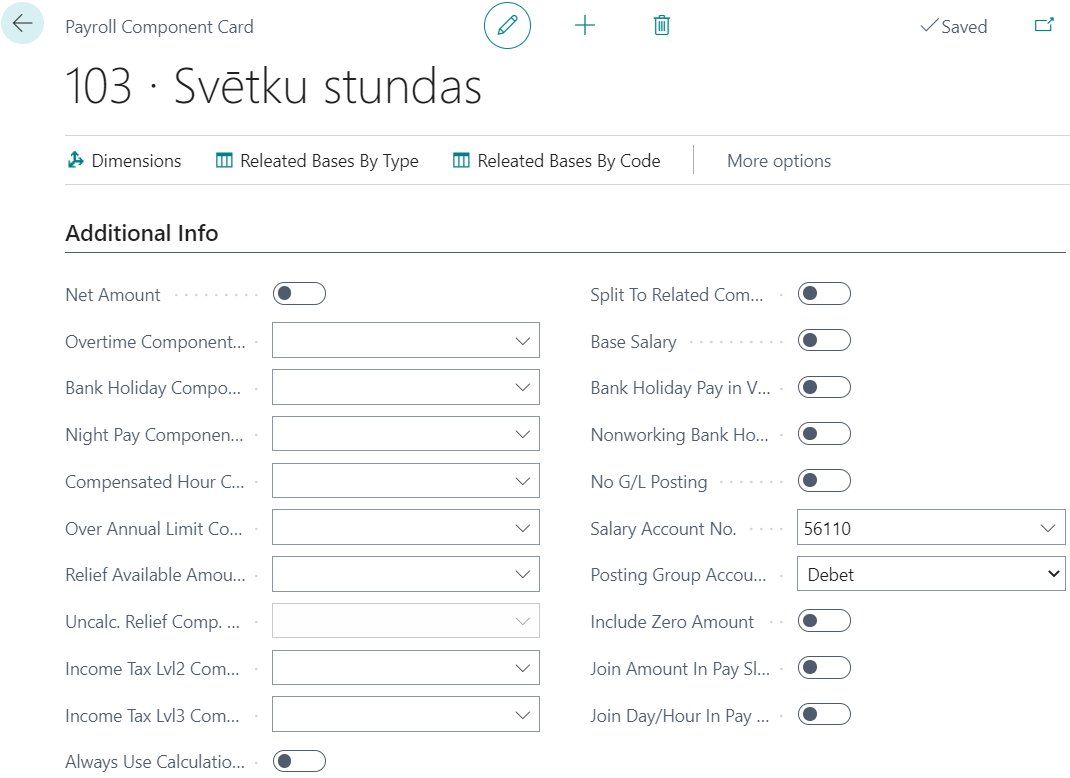 Payroll Component Card
Saved
103 · Svētku stundas
Dimensions
Releated Bases By Type
Releated Bases By Code
More options
Additional Info
Net Amount
Overtime Component...
Bank Holiday Compo...
Night Pay Componen...
Compensated Hour C...
Over Annual Limit Co...
Relief Available Amou...
Uncalc. Relief Comp. ...
Income Tax Lvl2 Com...
Income Tax Lvl3 Com...
Always Use Calculatio...
Split To Related Com...
Base Salary
Bank Holiday Pay in V...
Nonworking Bank Ho...
No G/L Posting
Salary Account No.
56110
Posting Group Accou...
Debet
Include Zero Amount
Join Amount In Pay Sl...
Join Day/Hour In Pay ...